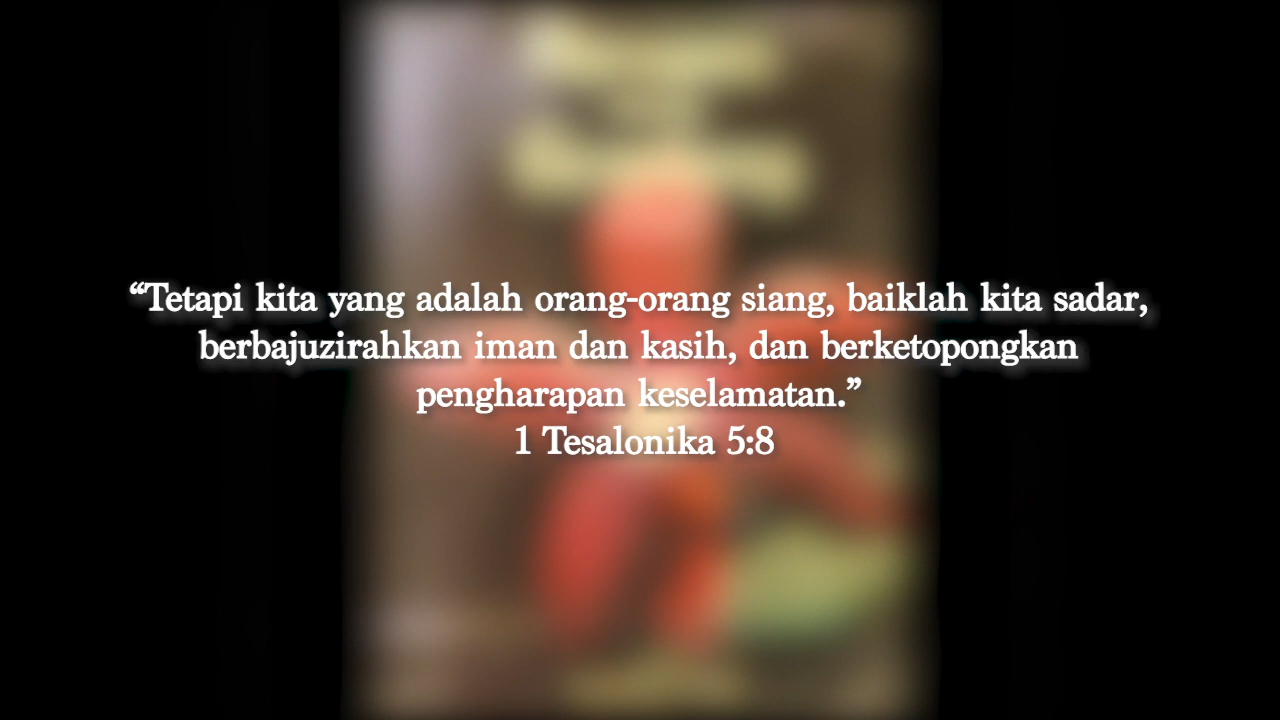 “Tetapi kita yang adalah orang-orang siang, baiklah kita sadar,
berbajuzirahkan iman dan kasih, dan berketopongkan
pengharapan keselamatan.”
1 Tesalonika 5:8